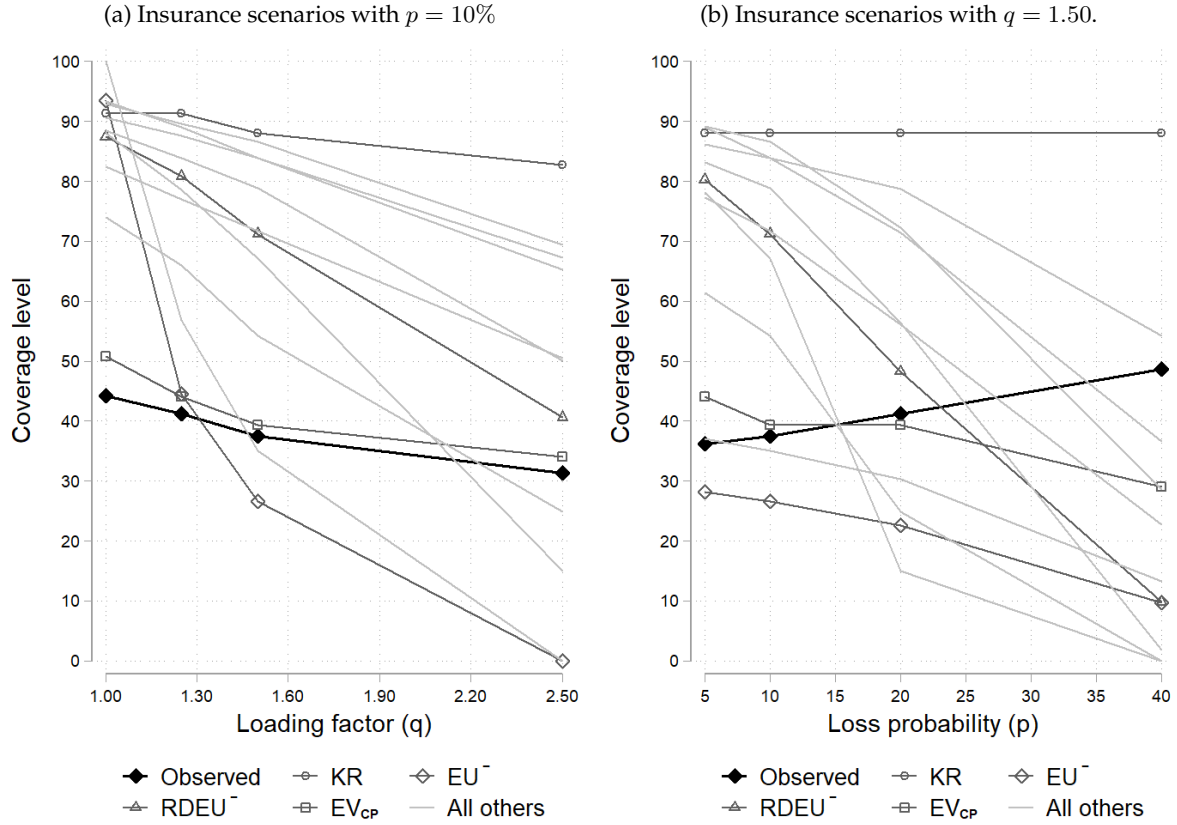 (a) Insurance scenarios with p = 10%
100
90
80
70
60
50
40
30
20
10
0
Coverage level
1.00 1.30 1.60 1.90 2.20 2.50
Loading factor (q)
Observed KR EU⁻
RDEU⁻ EV_CP All others
(b) Insurance scenarios with q = 1.50.
100
90
80
70
60
50
40
30
20
10
0
Coverage level
5 10 15 20 25 30 35 40
Loss probability (p)
Observed KR EU⁻
RDEU⁻ EV_CP All others